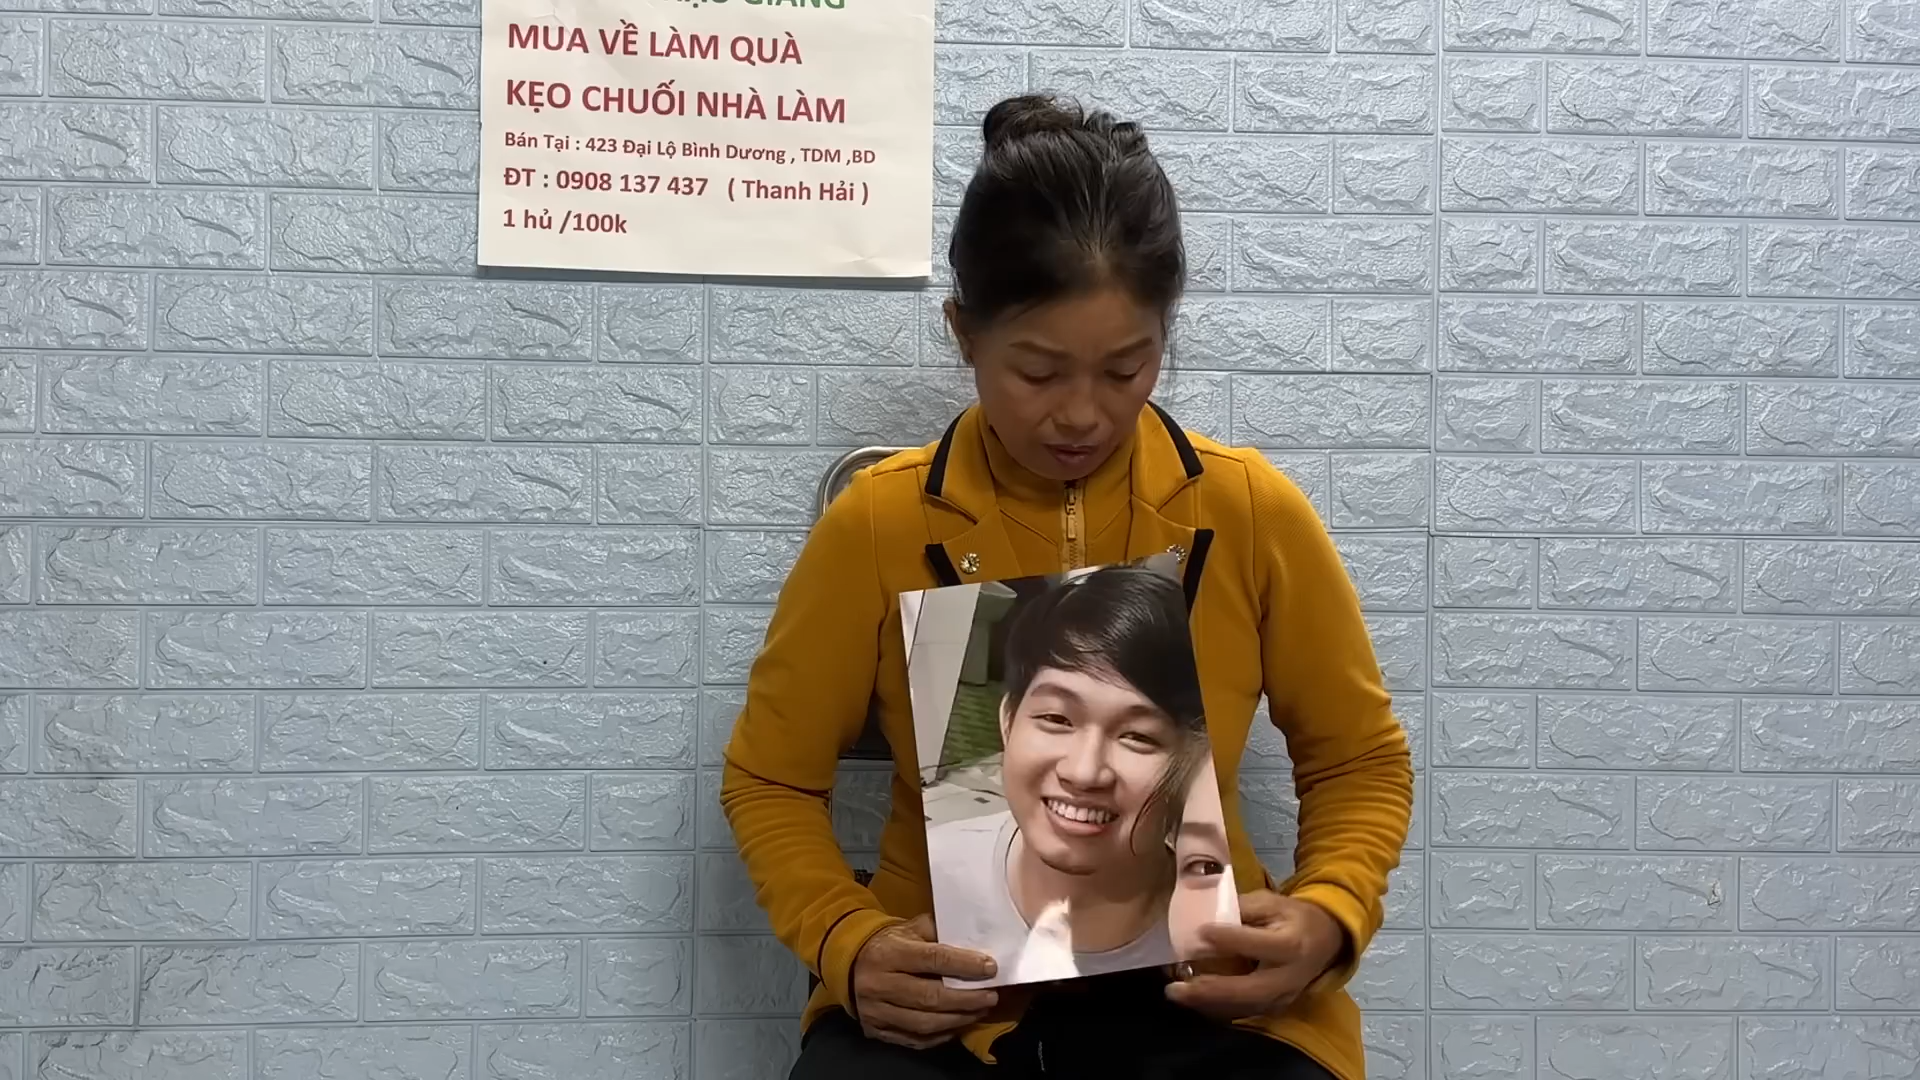 GIANG
MUA VỀ LÀM QUÀ
KẸO CHUỐI NHÀ LÀM
Bán Tại : 423 Đại Lộ Bình Dương , TDM ,BD
ĐT : 0908 137 437 ( Thanh Hải )
1 hủ /100k